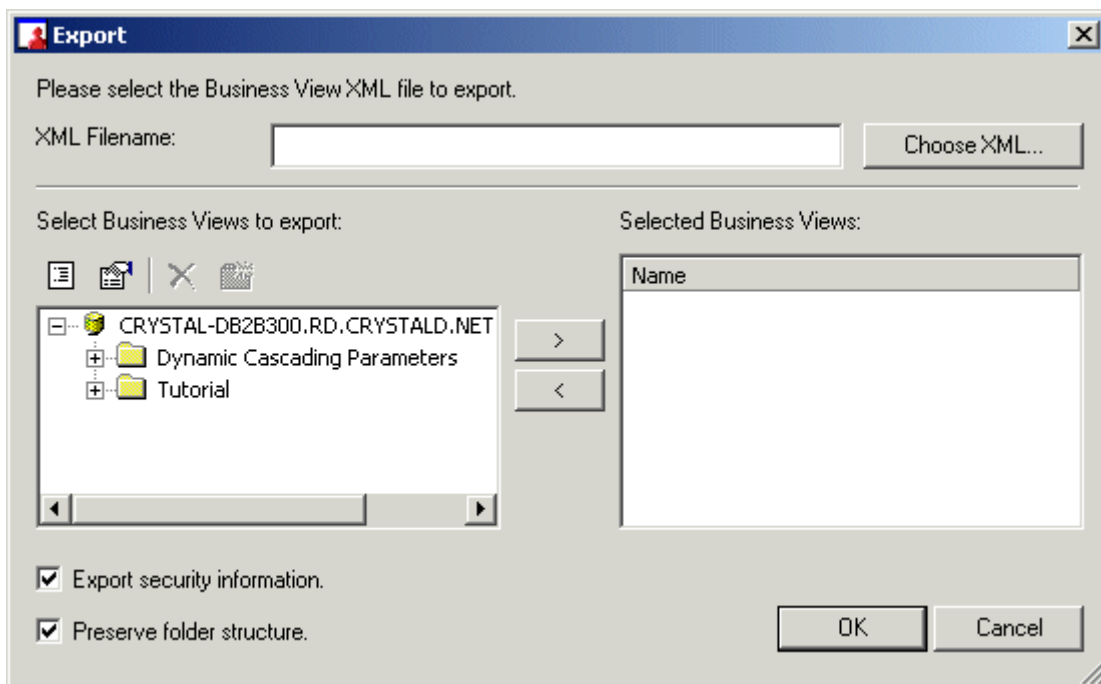 Export
Please select the Business View XML file to export.
XML Filename:
Choose XML...
Select Business Views to export:
Selected Business Views:
Name
CRYSTAL-DB2B300.RD.CRYSTALD.NET
Dynamic Cascading Parameters
Tutorial
>
<
Export security information.
Preserve folder structure.
OK
Cancel